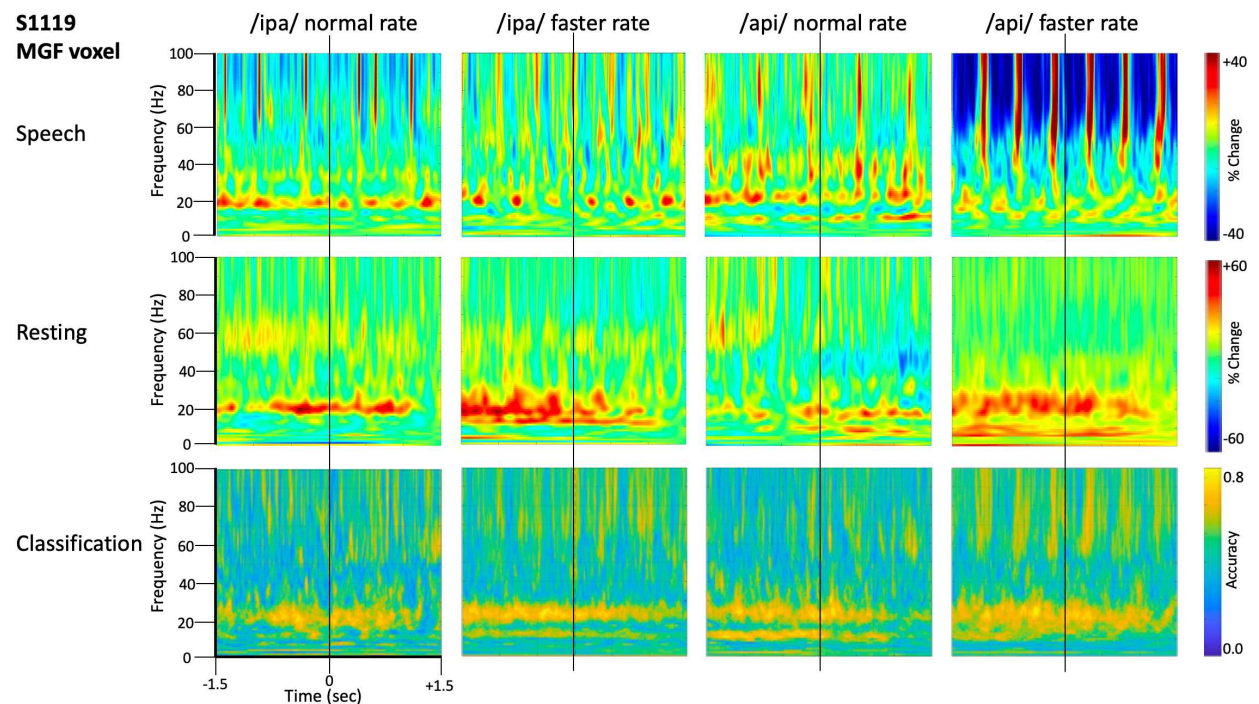 S1119
MGF voxel
/ipa/ normal rate
/ipa/ faster rate
/api/ normal rate
/api/ faster rate
Speech
Frequency (Hz)
100
80
60
40
20
0
+40
% Change
-40
Resting
Frequency (Hz)
100
80
60
40
20
0
+60
% Change
-60
Classification
Frequency (Hz)
100
80
60
40
20
0
0.8
Accuracy
0.0
-1.5
0
+1.5
Time (sec)